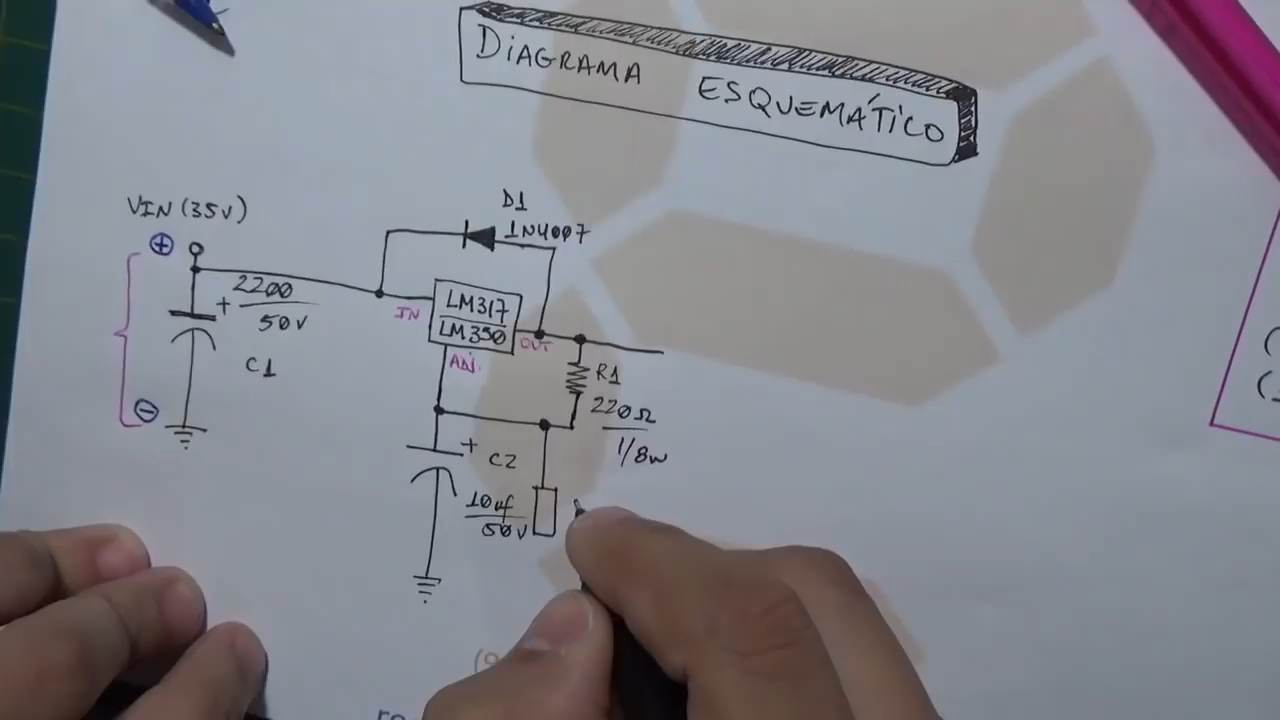 DIAGRAMA ESQUEMÁTICO
VIN (35V)
D1
1N4007
+
2200
50V
+
C1
IN
LM317
LM350
OUT
ADJ.
R1
220Ω
1/8W
+
C2
10uf
50V
-